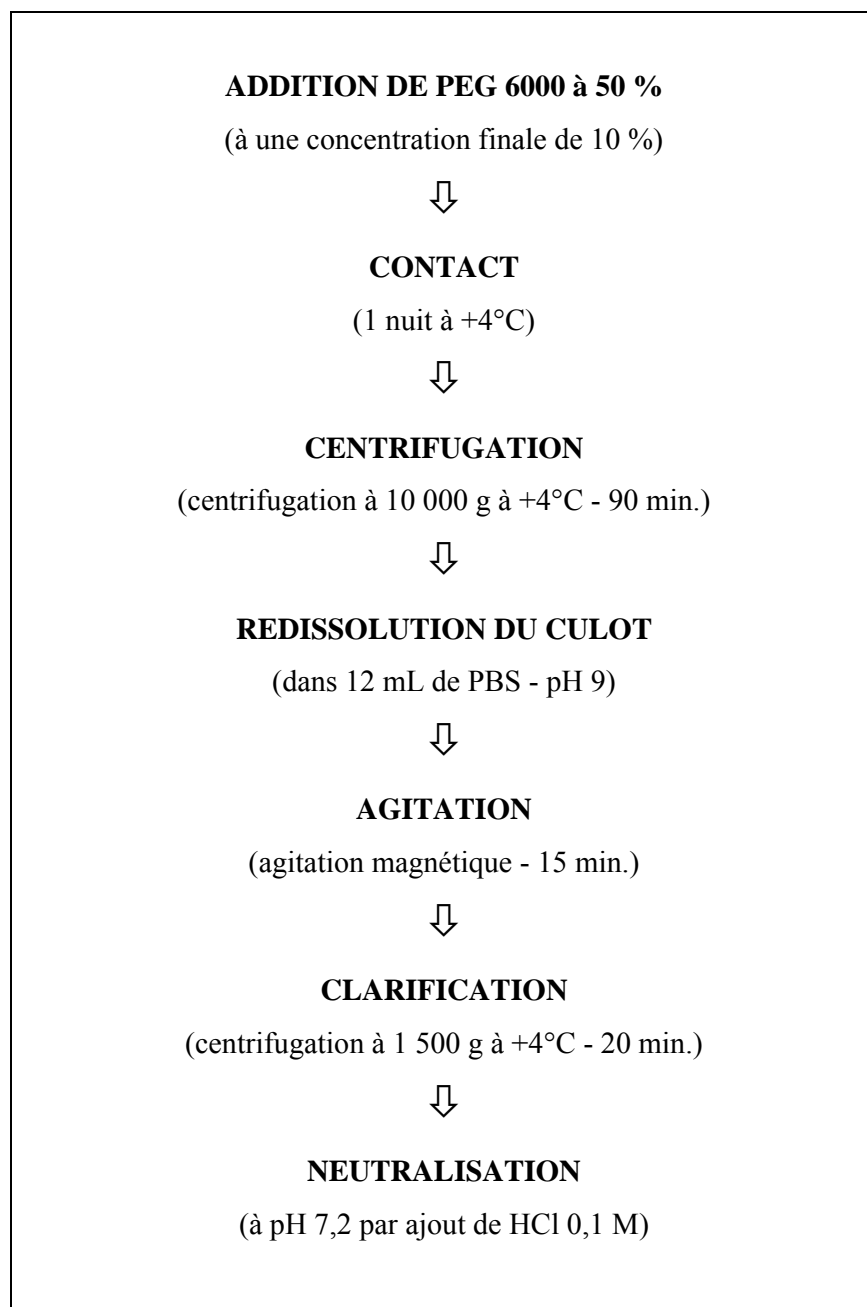 ADDITION DE PEG 6000 à 50 %
(à une concentration finale de 10 %)
⇩
CONTACT
(1 nuit à +4°C)
⇩
CENTRIFUGATION
(centrifugation à 10 000 g à +4°C - 90 min.)
⇩
REDISSOLUTION DU CULOT
(dans 12 mL de PBS - pH 9)
⇩
AGITATION
(agitation magnétique - 15 min.)
⇩
CLARIFICATION
(centrifugation à 1 500 g à +4°C - 20 min.)
⇩
NEUTRALISATION
(à pH 7,2 par ajout de HCl 0,1 M)